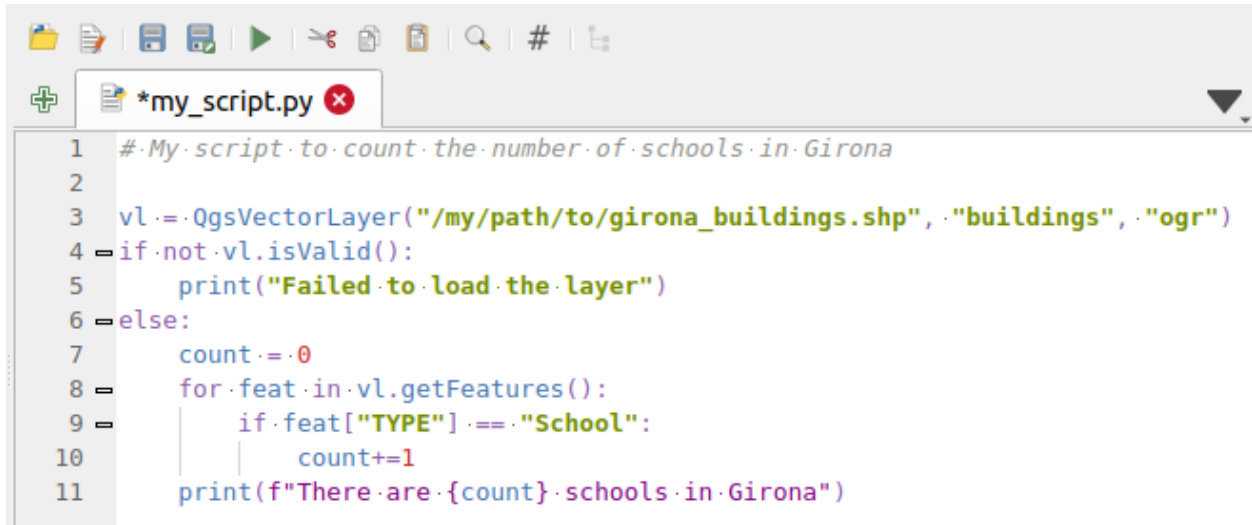 *my_script.py
1 # My script to count the number of schools in Girona
2
3 vl = QgsVectorLayer("/my/path/to/girona_buildings.shp", "buildings", "ogr")
4 if not vl.isValid():
5     print("Failed to load the layer")
6 else:
7     count = 0
8     for feat in vl.getFeatures():
9         if feat["TYPE"] == "School":
10             count+=1
11     print(f"There are {count} schools in Girona")